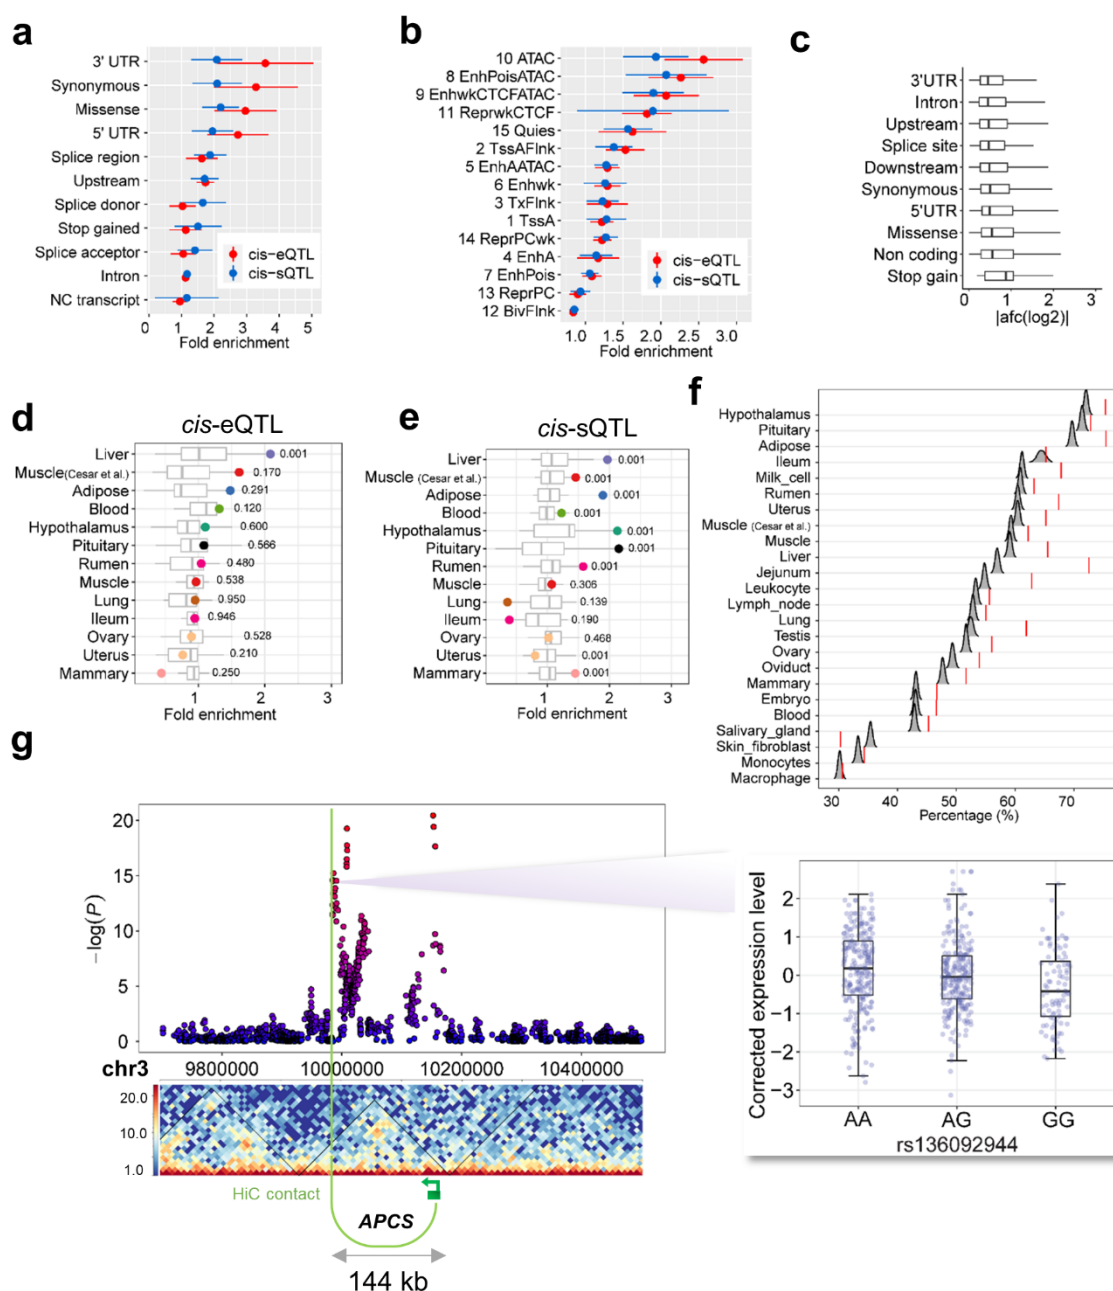 a
3' UTR
Synonymous
Missense
5' UTR
Splice region
Upstream
Splice donor
Stop gained
Splice acceptor
Intron
NC transcript
cis-eQTL
cis-sQTL
0 1 2 3 4 5
Fold enrichment
b
10 ATAC
8 EnhPoisATAC
9 EnhwkCTCFATAC
11 ReprwkCTCF
15 Quies
2 TssAFlnk
5 EnhAATAC
6 Enhwk
3 TxFlnk
1 TssA
14 ReprPCwk
4 EnhA
7 EnhPois
13 ReprPC
12 BivFlnk
cis-eQTL
cis-sQTL
1.0 1.5 2.0 2.5 3.0
Fold enrichment
c
3'UTR
Intron
Upstream
Splice site
Downstream
Synonymous
5'UTR
Missense
Non coding
Stop gain
0 1 2 3
|afc(log2)|
d
cis-eQTL
Liver 0.001
Muscle (Cesar et al.) 0.170
Adipose 0.291
Blood 0.120
Hypothalamus 0.600
Pituitary 0.566
Rumen 0.480
Muscle 0.538
Lung 0.950
Ileum 0.946
Ovary 0.528
Uterus 0.210
Mammary 0.250
1 2 3
Fold enrichment
e
cis-sQTL
Liver 0.001
Muscle (Cesar et al.) 0.001
Adipose 0.001
Blood 0.001
Hypothalamus 0.001
Pituitary 0.001
Rumen 0.001
Muscle 0.306
Lung 0.139
Ileum 0.190
Ovary 0.468
Uterus 0.001
Mammary 0.001
0 1 2 3
Fold enrichment
f
Hypothalamus
Pituitary
Adipose
Ileum
Milk_cell
Rumen
Uterus
Muscle (Cesar et al.)
Muscle
Liver
Jejunum
Leukocyte
Lymph_node
Lung
Testis
Ovary
Oviduct
Mammary
Embryo
Blood
Salivary_gland
Skin_fibroblast
Monocytes
Macrophage
30 40 50 60 70
Percentage (%)
g
20
15
10
5
0
−log(P)
chr3 9800000 10000000 10200000 10400000
20.0
10.0
1.0
HiC contact
APCS
144 kb
Corrected expression level
2
1
0
−1
−2
−3
AA AG GG
rs136092944